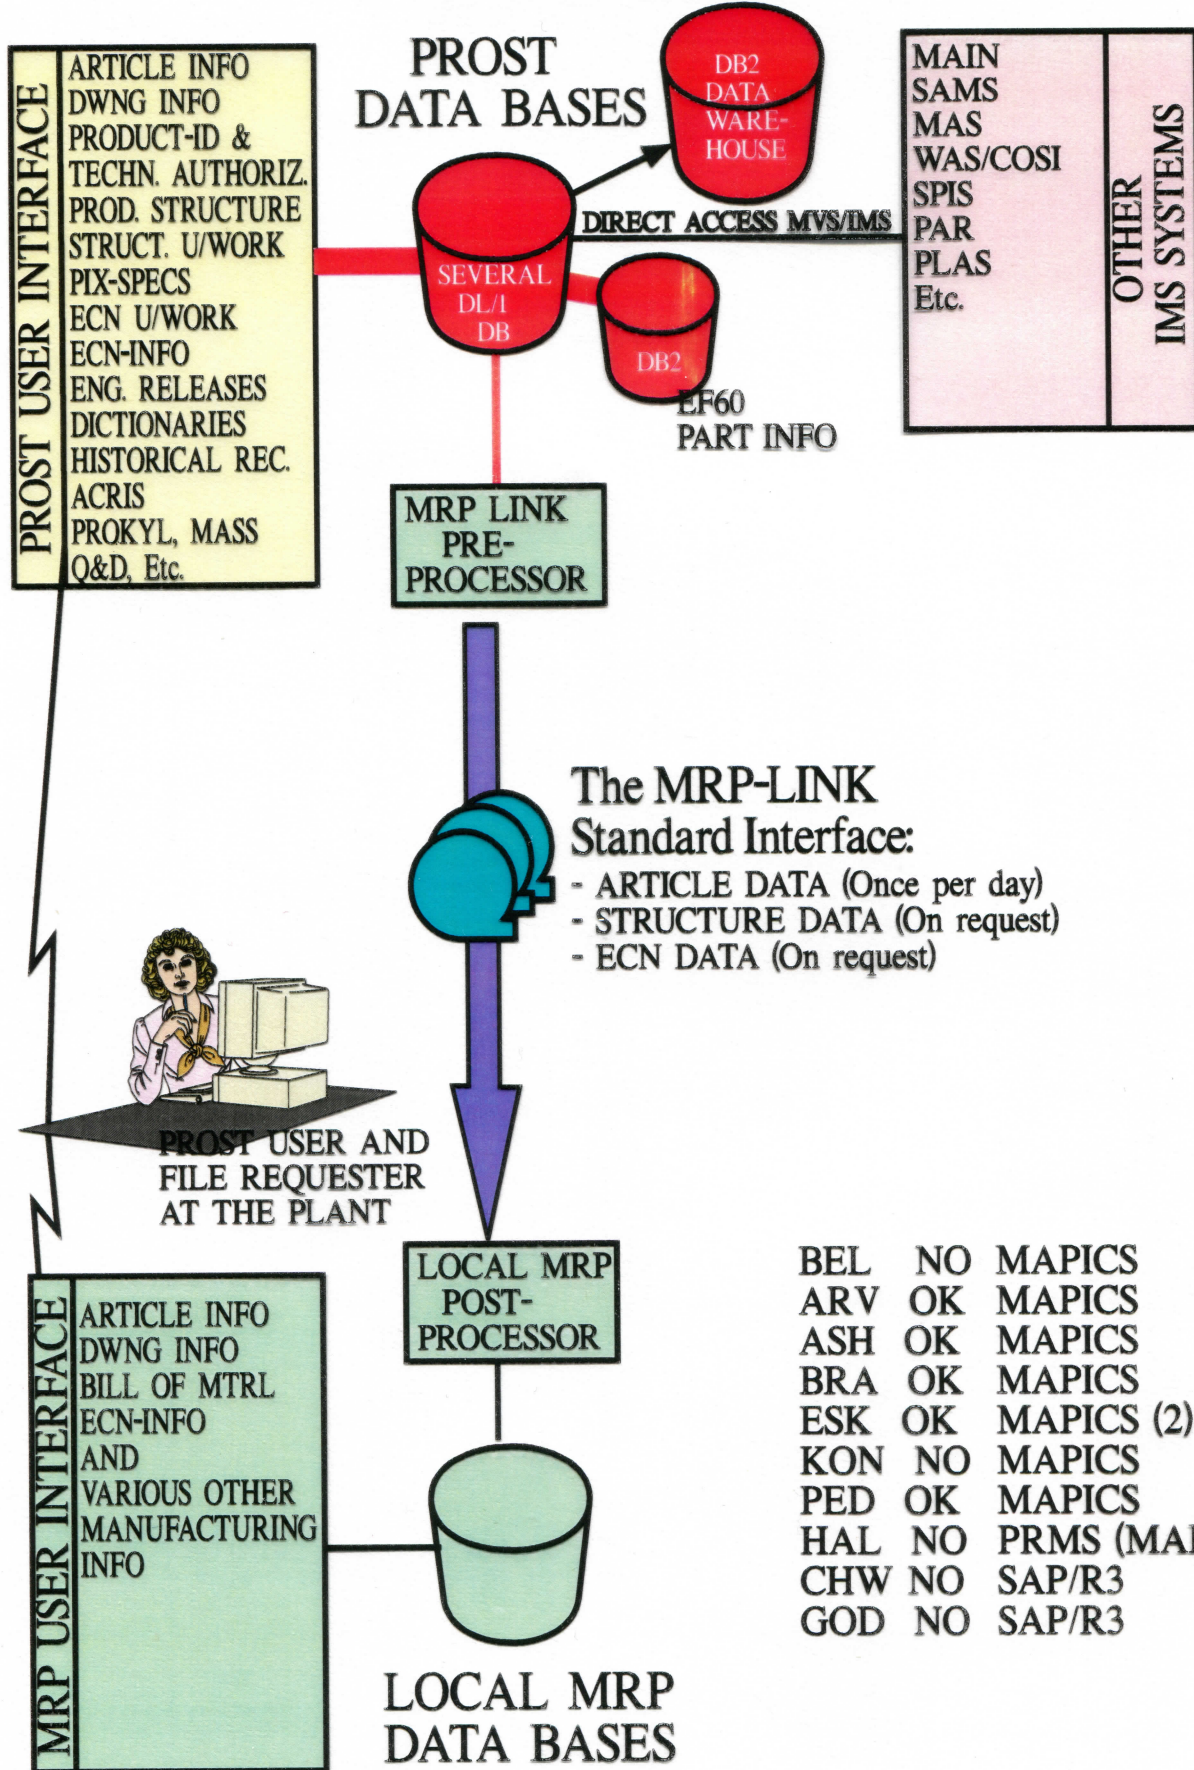 PROST USER INTERFACE
ARTICLE INFO
DWNG INFO
PRODUCT-ID &
TECHN. AUTHORIZ.
PROD. STRUCTURE
STRUCT. U/WORK
PIX-SPECS
ECN U/WORK
ECN-INFO
ENG. RELEASES
DICTIONARIES
HISTORICAL REC.
ACRIS
PROKYL, MASS
Q&D, Etc.
PROST
DATA BASES
DB2
DATA
WARE-
HOUSE
SEVERAL
DL/1
DB
DIRECT ACCESS MVS/IMS
DB2
EF60
PART INFO
MAIN
SAMS
MAS
WAS/COSI
SPIS
PAR
PLAS
Etc.
OTHER
IMS SYSTEMS
MRP LINK
PRE-
PROCESSOR
The MRP-LINK
Standard Interface:
- ARTICLE DATA (Once per day)
- STRUCTURE DATA (On request)
- ECN DATA (On request)
PROST USER AND
FILE REQUESTER
AT THE PLANT
LOCAL MRP
POST-
PROCESSOR
MRP USER INTERFACE
ARTICLE INFO
DWNG INFO
BILL OF MTRL
ECN-INFO
AND
VARIOUS OTHER
MANUFACTURING
INFO
LOCAL MRP
DATA BASES
BEL NO MAPICS
ARV OK MAPICS
ASH OK MAPICS
BRA OK MAPICS
ESK OK MAPICS (2)
KON NO MAPICS
PED OK MAPICS
HAL NO PRMS
CHW NO SAP/R3
GOD NO SAP/R3